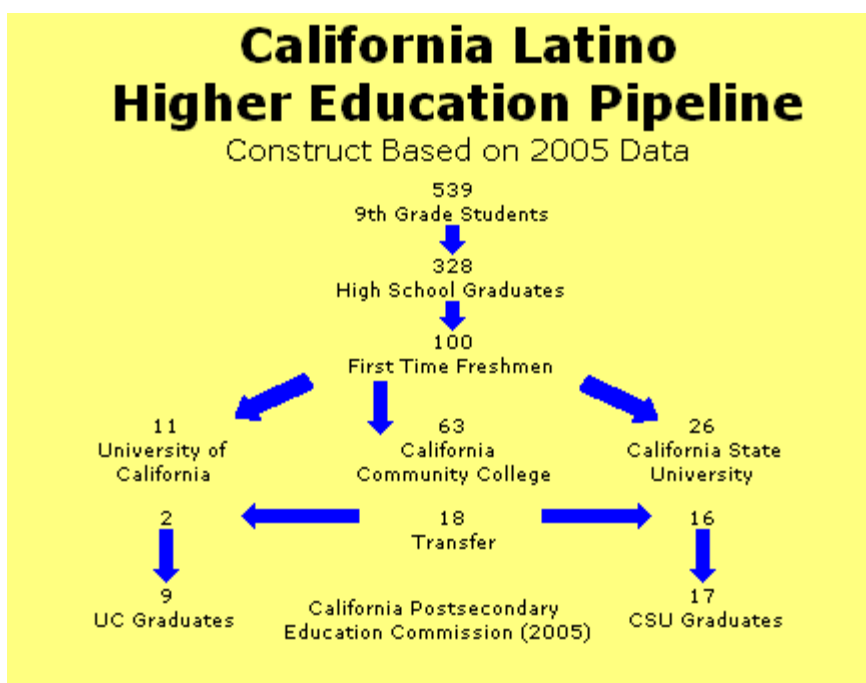 California Latino
Higher Education Pipeline
Construct Based on 2005 Data
539
9th Grade Students
328
High School Graduates
100
First Time Freshmen
11
University of
California
63
California
Community College
26
California State
University
2
18
Transfer
16
9
UC Graduates
California Postsecondary
Education Commission (2005)
17
CSU Graduates